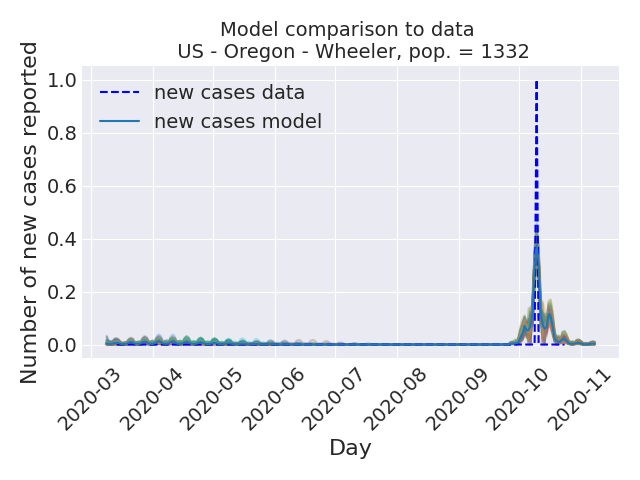 Model comparison to data
US - Oregon - Wheeler, pop. = 1332
new cases data
new cases model
Number of new cases reported
1.0
0.8
0.6
0.4
0.2
0.0
2020-03
2020-04
2020-05
2020-06
2020-07
2020-08
2020-09
2020-10
2020-11
Day